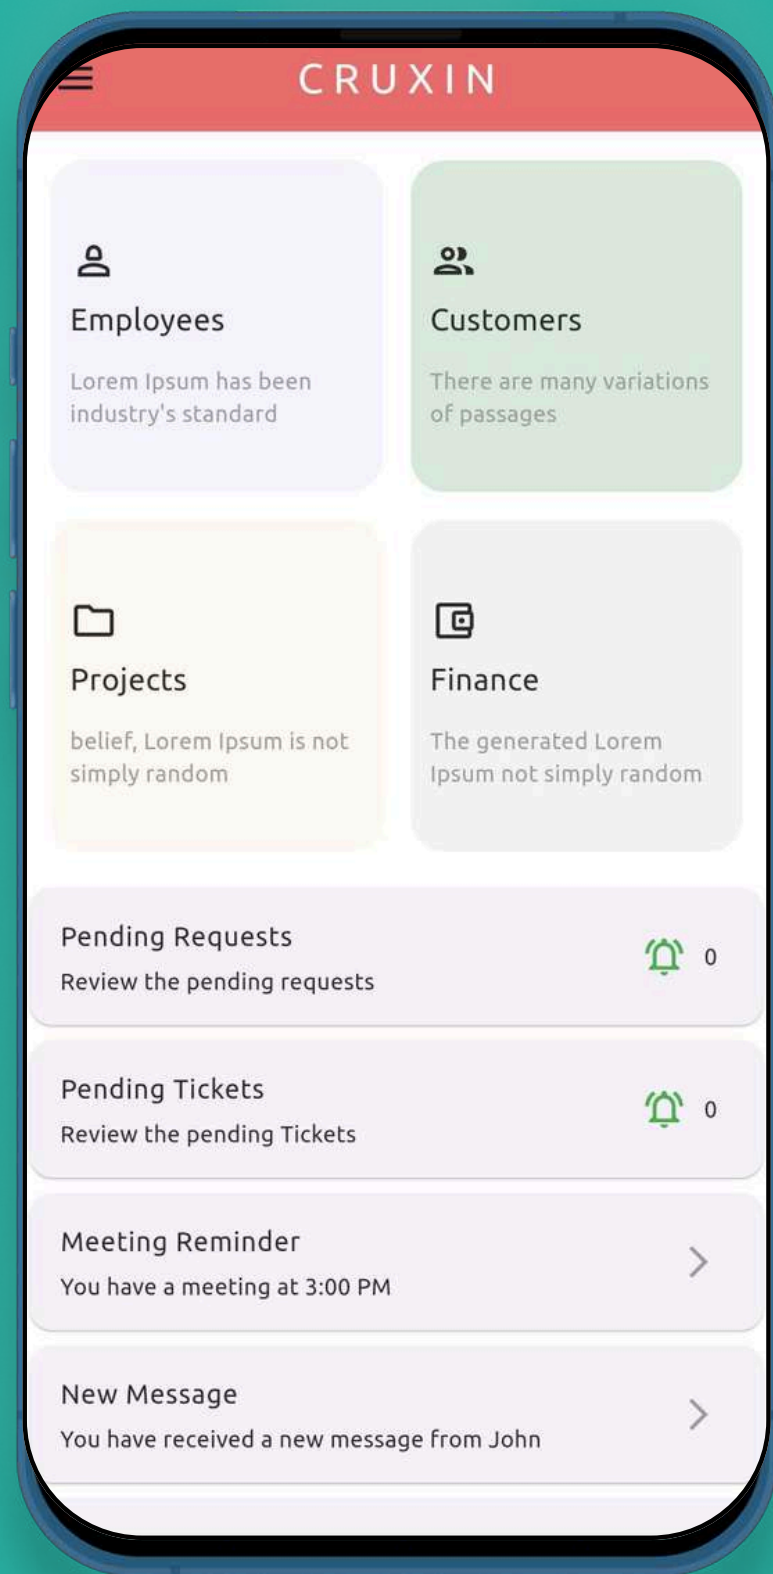 CRUXIN
Employees
Lorem Ipsum has been
industry's standard
Customers
There are many variations
of passages
Projects
belief, Lorem Ipsum is not
simply random
Finance
The generated Lorem
Ipsum not simply random
Pending Requests
Review the pending requests
0
Pending Tickets
Review the pending Tickets
0
Meeting Reminder
You have a meeting at 3:00 PM
New Message
You have received a new message from John